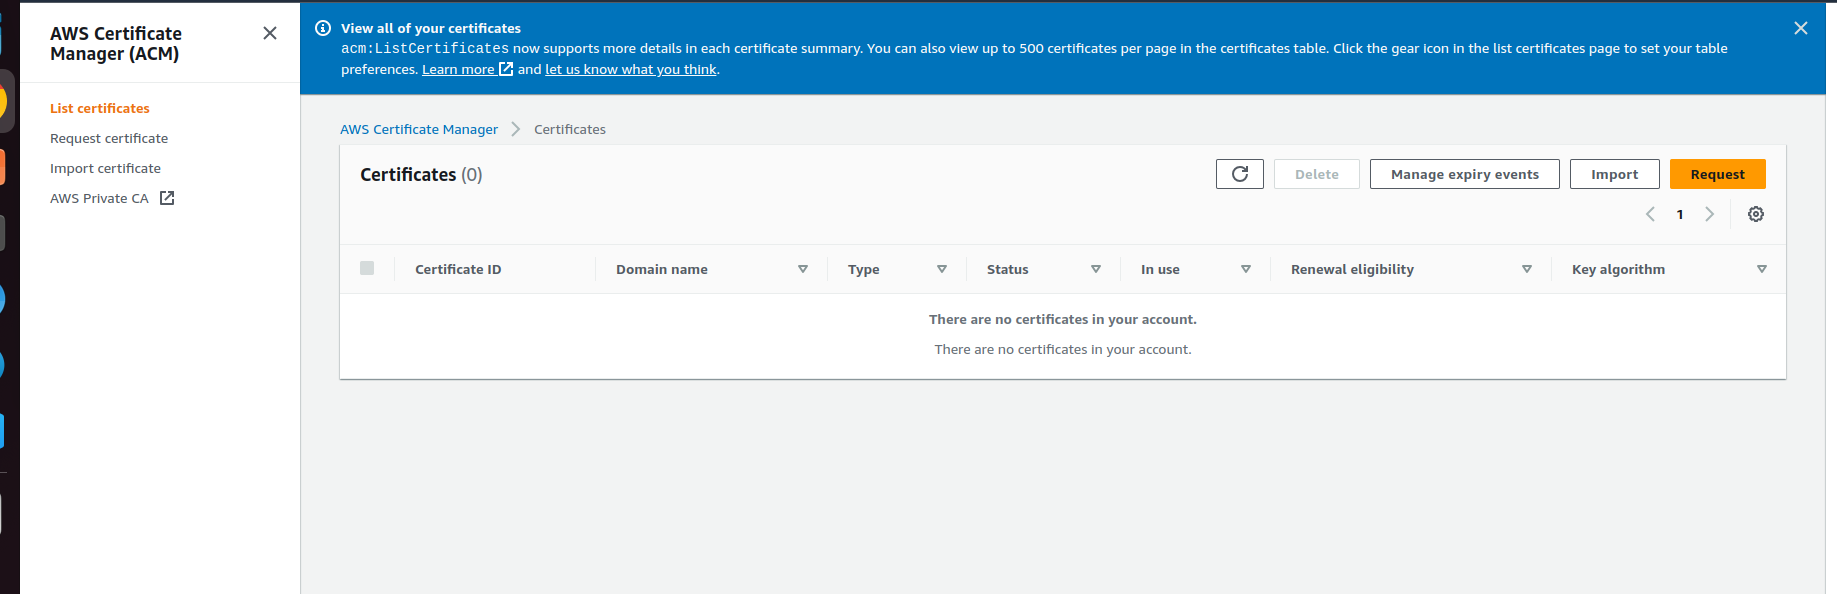 AWS Certificate
Manager (ACM)
List certificates
Request certificate
Import certificate
AWS Private CA
View all of your certificates
acm:ListCertificates now supports more details in each certificate summary. You can also view up to 500 certificates per page in the certificates table. Click the gear icon in the list certificates page to set your table
preferences. Learn more and let us know what you think.
AWS Certificate Manager Certificates
Certificates (0) Delete Manage expiry events Import Request
1
Certificate ID Domain name Type Status In use Renewal eligibility Key algorithm
There are no certificates in your account.
There are no certificates in your account.